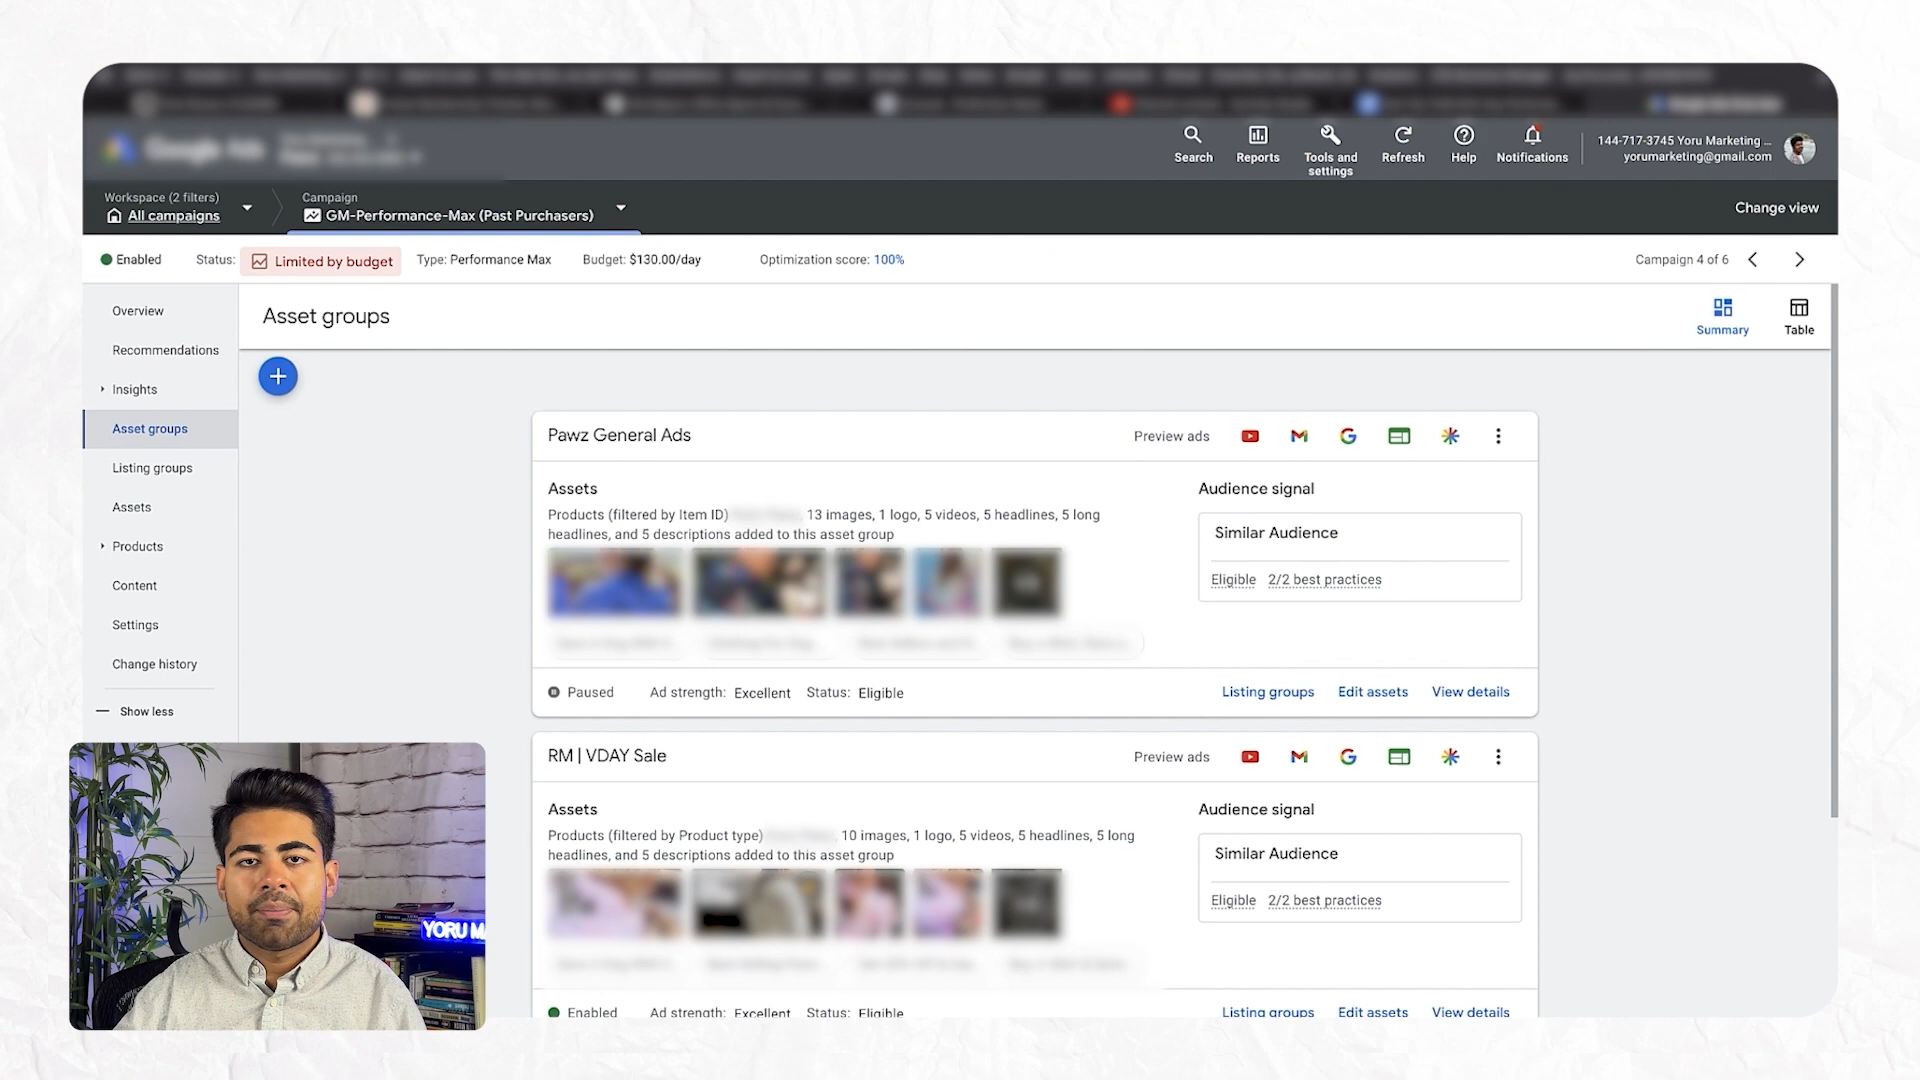 Google Ads
Search
Reports
Tools and
settings
Refresh
Help
Notifications
144-717-3745 Yoru Marketing ...
yorumarketing@gmail.com
Workspace (2 filters)
All campaigns
Campaign
GM-Performance-Max (Past Purchasers)
Change view
Enabled
Status:
Limited by budget
Type: Performance Max
Budget: $130.00/day
Optimization score: 100%
Campaign 4 of 6
Overview
Recommendations
Insights
Asset groups
Listing groups
Assets
Products
Content
Settings
Change history
Show less
Asset groups
Summary
Table
Pawz General Ads
Preview ads
Assets
Products (filtered by Item ID) , 13 images, 1 logo, 5 videos, 5 headlines, 5 long
headlines, and 5 descriptions added to this asset group
Audience signal
Similar Audience
Eligible 2/2 best practices
Paused
Ad strength: Excellent
Status: Eligible
Listing groups
Edit assets
View details
RM | VDAY Sale
Preview ads
Assets
Products (filtered by Product type) , 10 images, 1 logo, 5 videos, 5 headlines, 5 long
headlines, and 5 descriptions added to this asset group
Audience signal
Similar Audience
Eligible 2/2 best practices
Enabled
Ad strength: Excellent
Status: Eligible
Listing groups
Edit assets
View details
YORU M